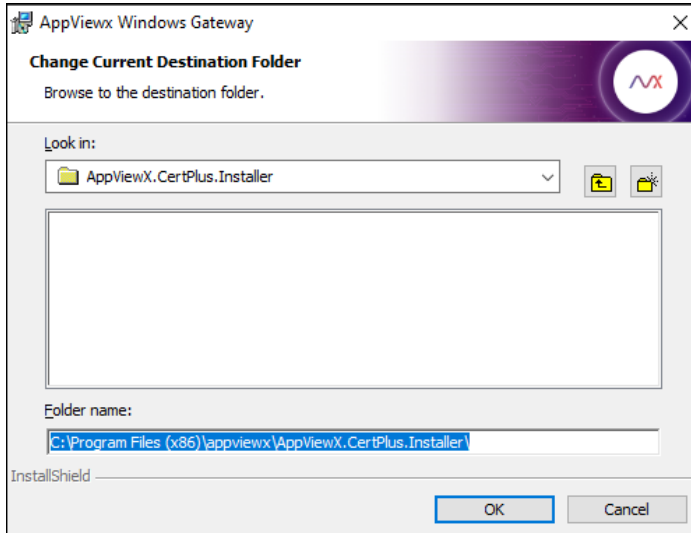 AppViewx Windows Gateway
Change Current Destination Folder
Browse to the destination folder.
Look in:
AppViewX.CertPlus.Installer
Folder name:
C:\Program Files (x86)\appviewx\AppViewX.CertPlus.Installer\
InstallShield
OK Cancel